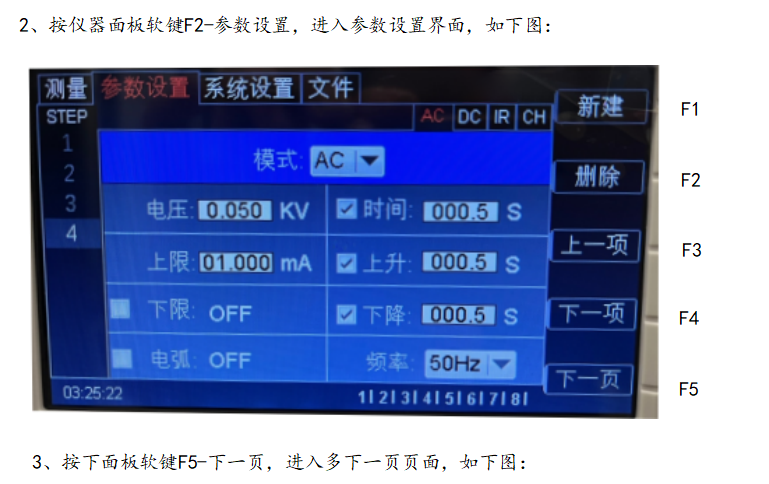 2、按仪器面板软键F2-参数设置，进入参数设置界面，如下图：
测量 参数设置 系统设置 文件
新建 F1
STEP AC DC IR CH
1
模式: AC
2
删除 F2
3
电压: 0.050 KV 时间: 000.5 S
4
上一项 F3
上限: 01.000 mA 上升: 000.5 S
下限: OFF 下降: 000.5 S
下一项 F4
电弧: OFF 频率: 50Hz
下一页 F5
03:25:22 1|2|3|4|5|6|7|8|
3、按下面板软键F5-下一页，进入多下一页页面，如下图：